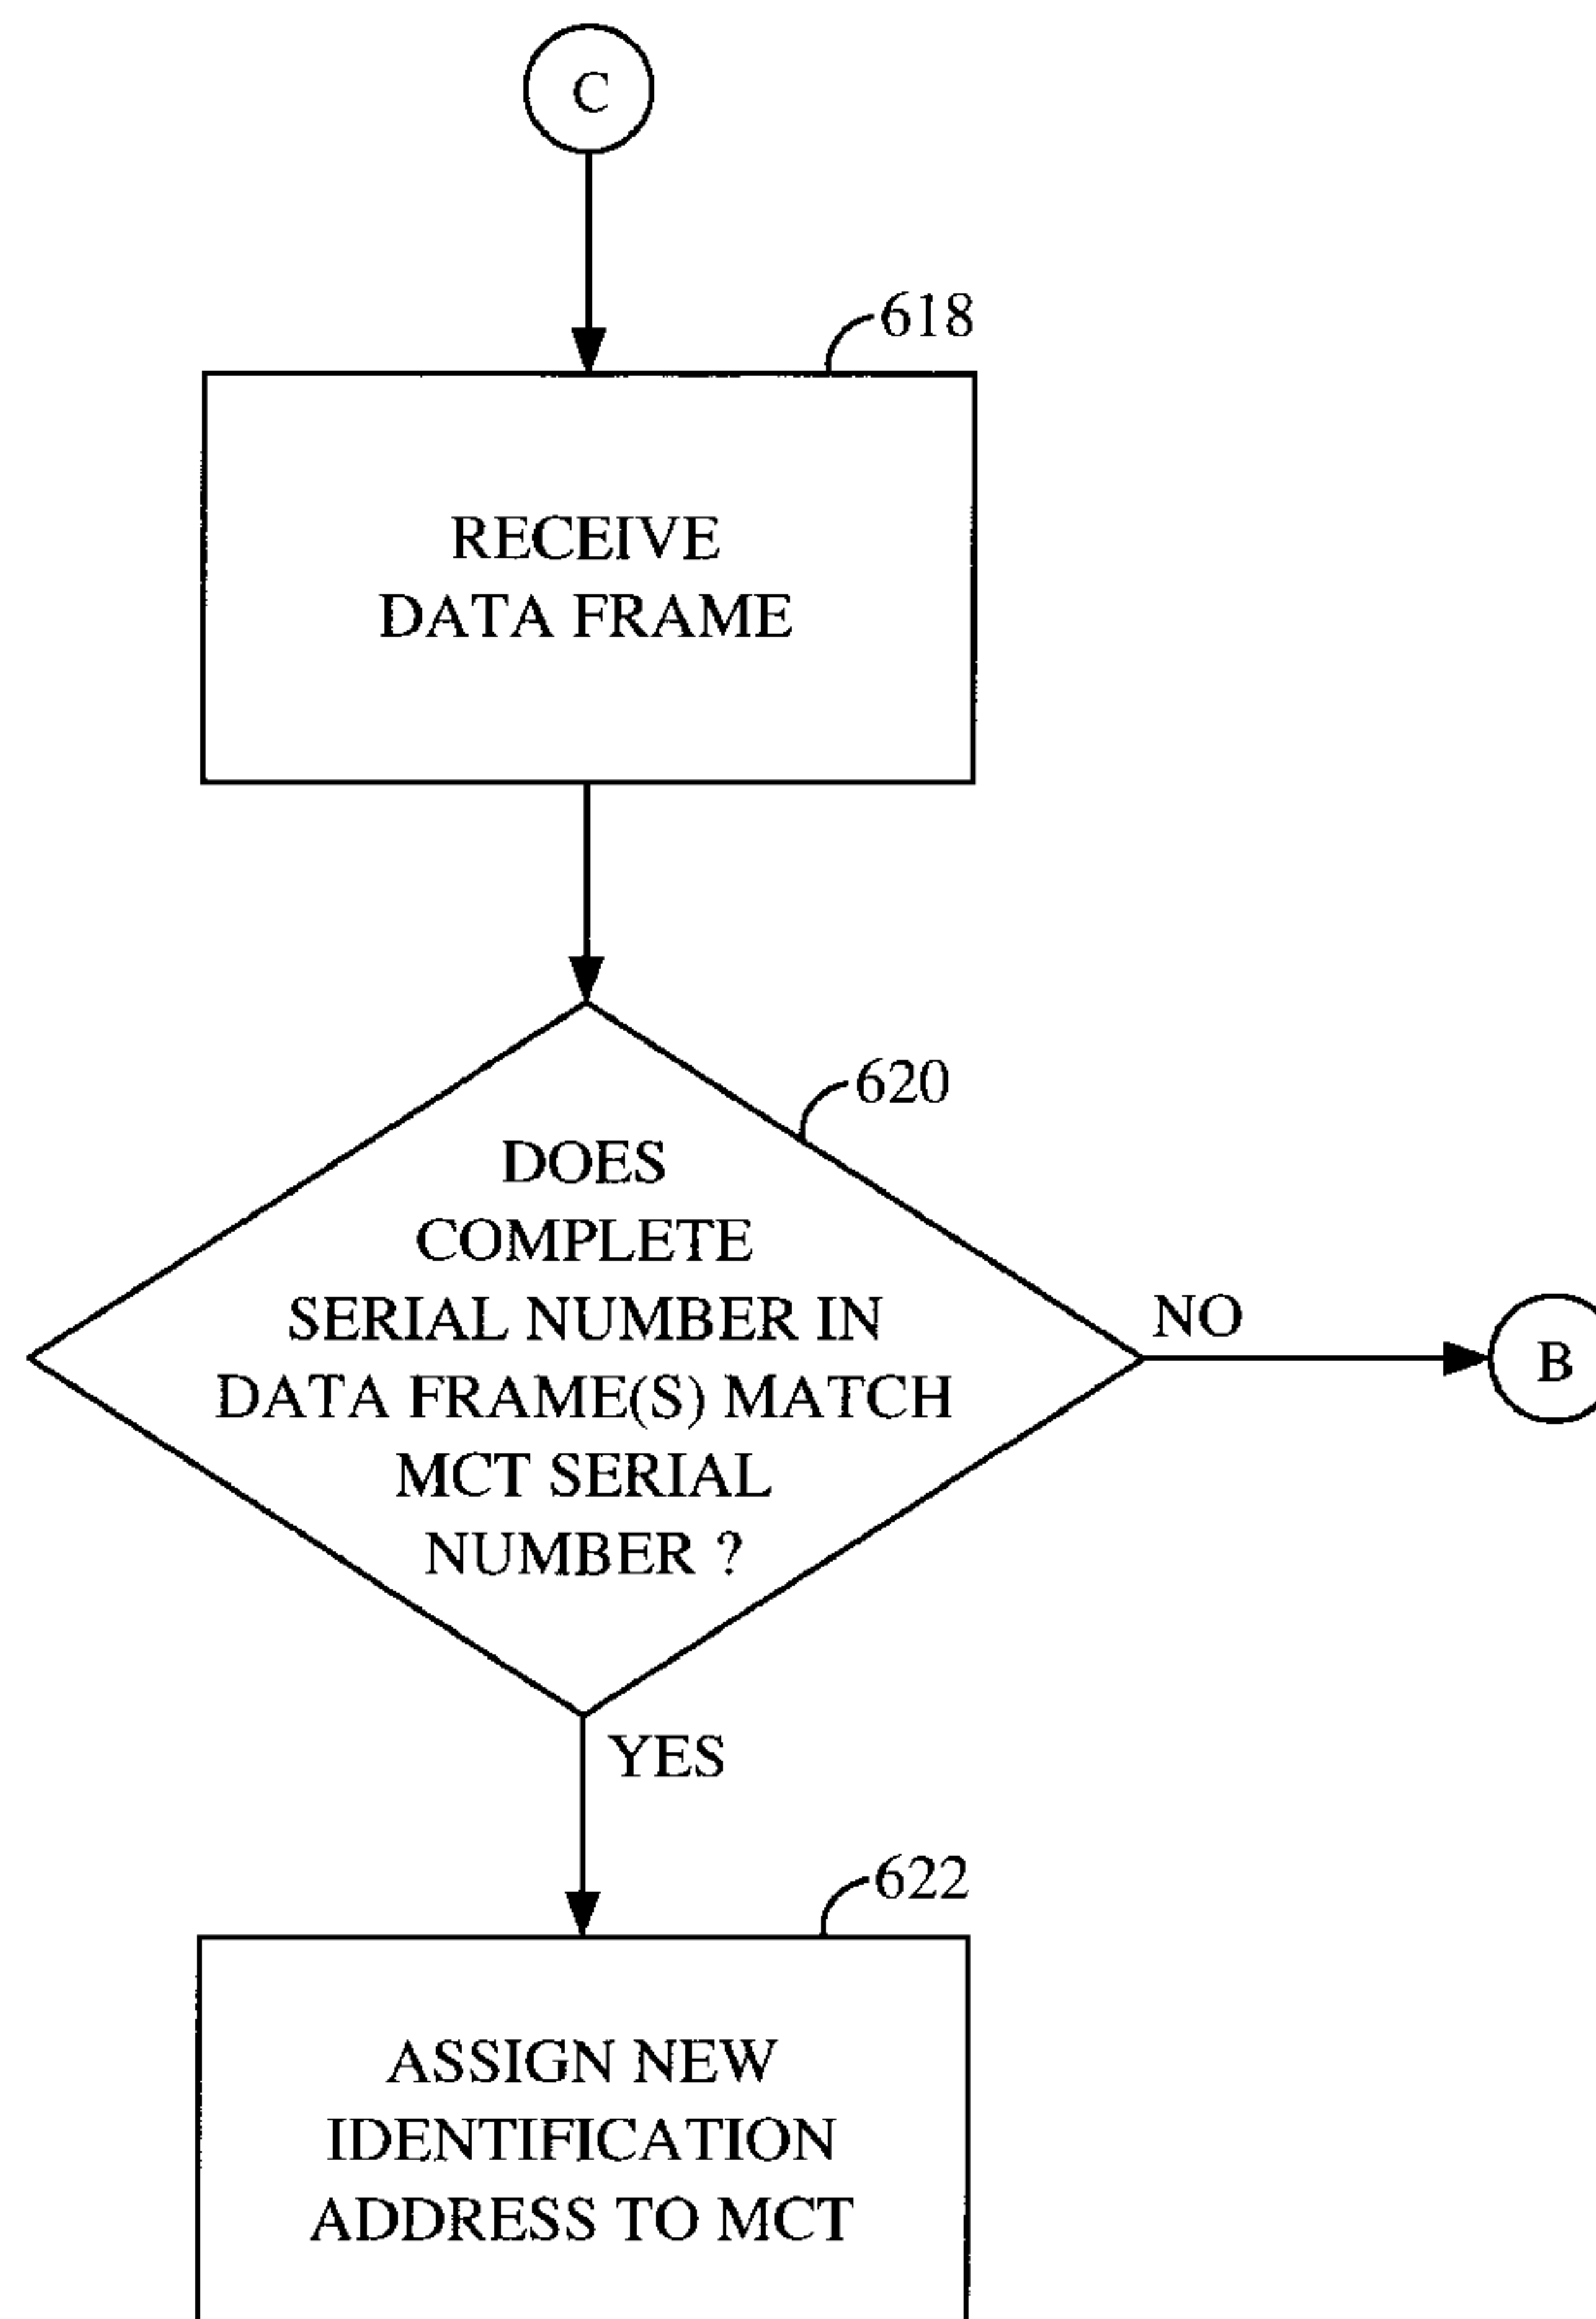 C
618
RECEIVE
DATA FRAME
620
DOES
COMPLETE
SERIAL NUMBER IN
DATA FRAME(S) MATCH
MCT SERIAL
NUMBER ?
NO
B
YES
622
ASSIGN NEW
IDENTIFICATION
ADDRESS TO MCT